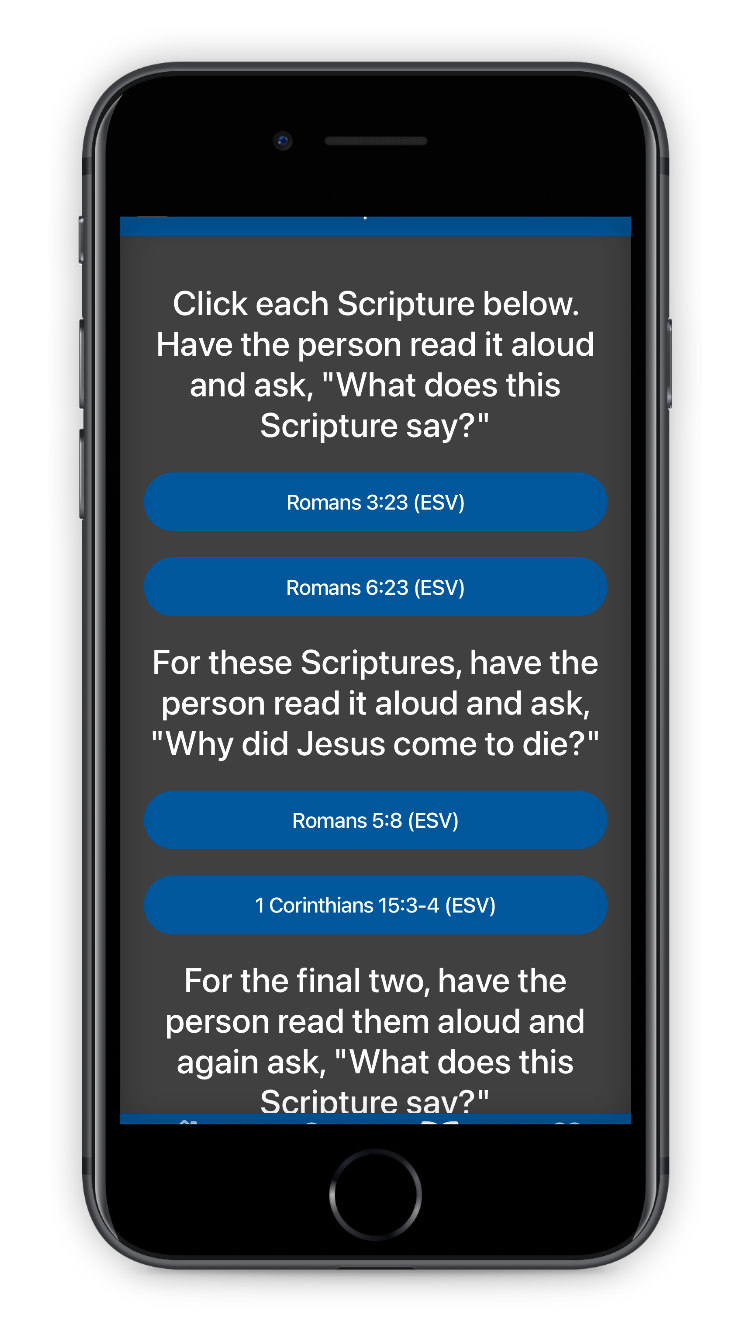 Click each Scripture below.
Have the person read it aloud
and ask, "What does this
Scripture say?"
Romans 3:23 (ESV)
Romans 6:23 (ESV)
For these Scriptures, have the
person read it aloud and ask,
"Why did Jesus come to die?"
Romans 5:8 (ESV)
1 Corinthians 15:3-4 (ESV)
For the final two, have the
person read them aloud and
again ask, "What does this
Scripture say?"